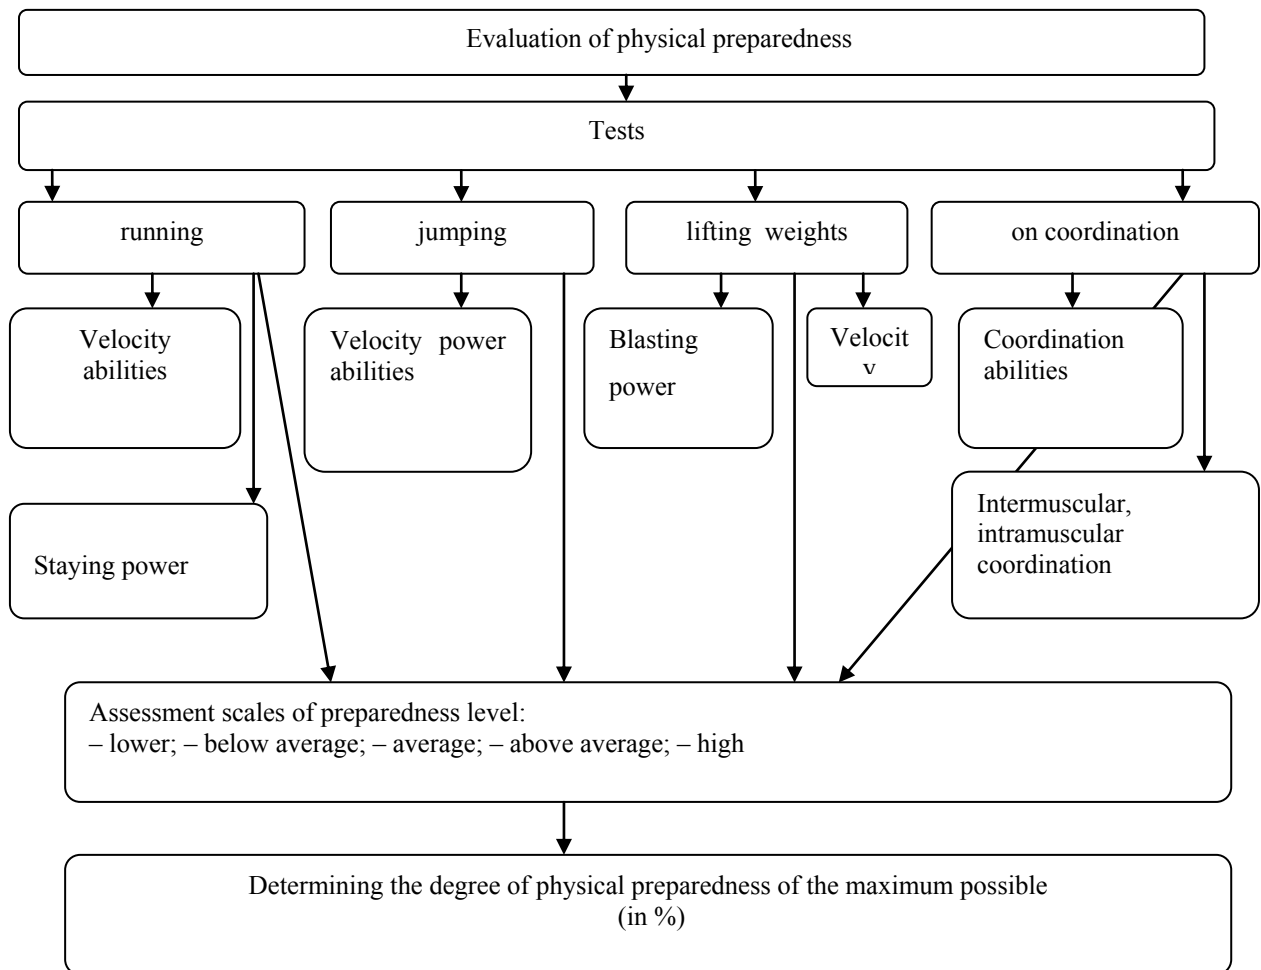 Evaluation of physical preparedness
Tests
running
jumping
lifting weights
on coordination
Velocity
abilities
Velocity power
abilities
Blasting
power
Velocit
y
Coordination
abilities
Staying power
Intermuscular,
intramuscular
coordination
Assessment scales of preparedness level:
– lower; – below average; – average; – above average; – high
Determining the degree of physical preparedness of the maximum possible
(in %)